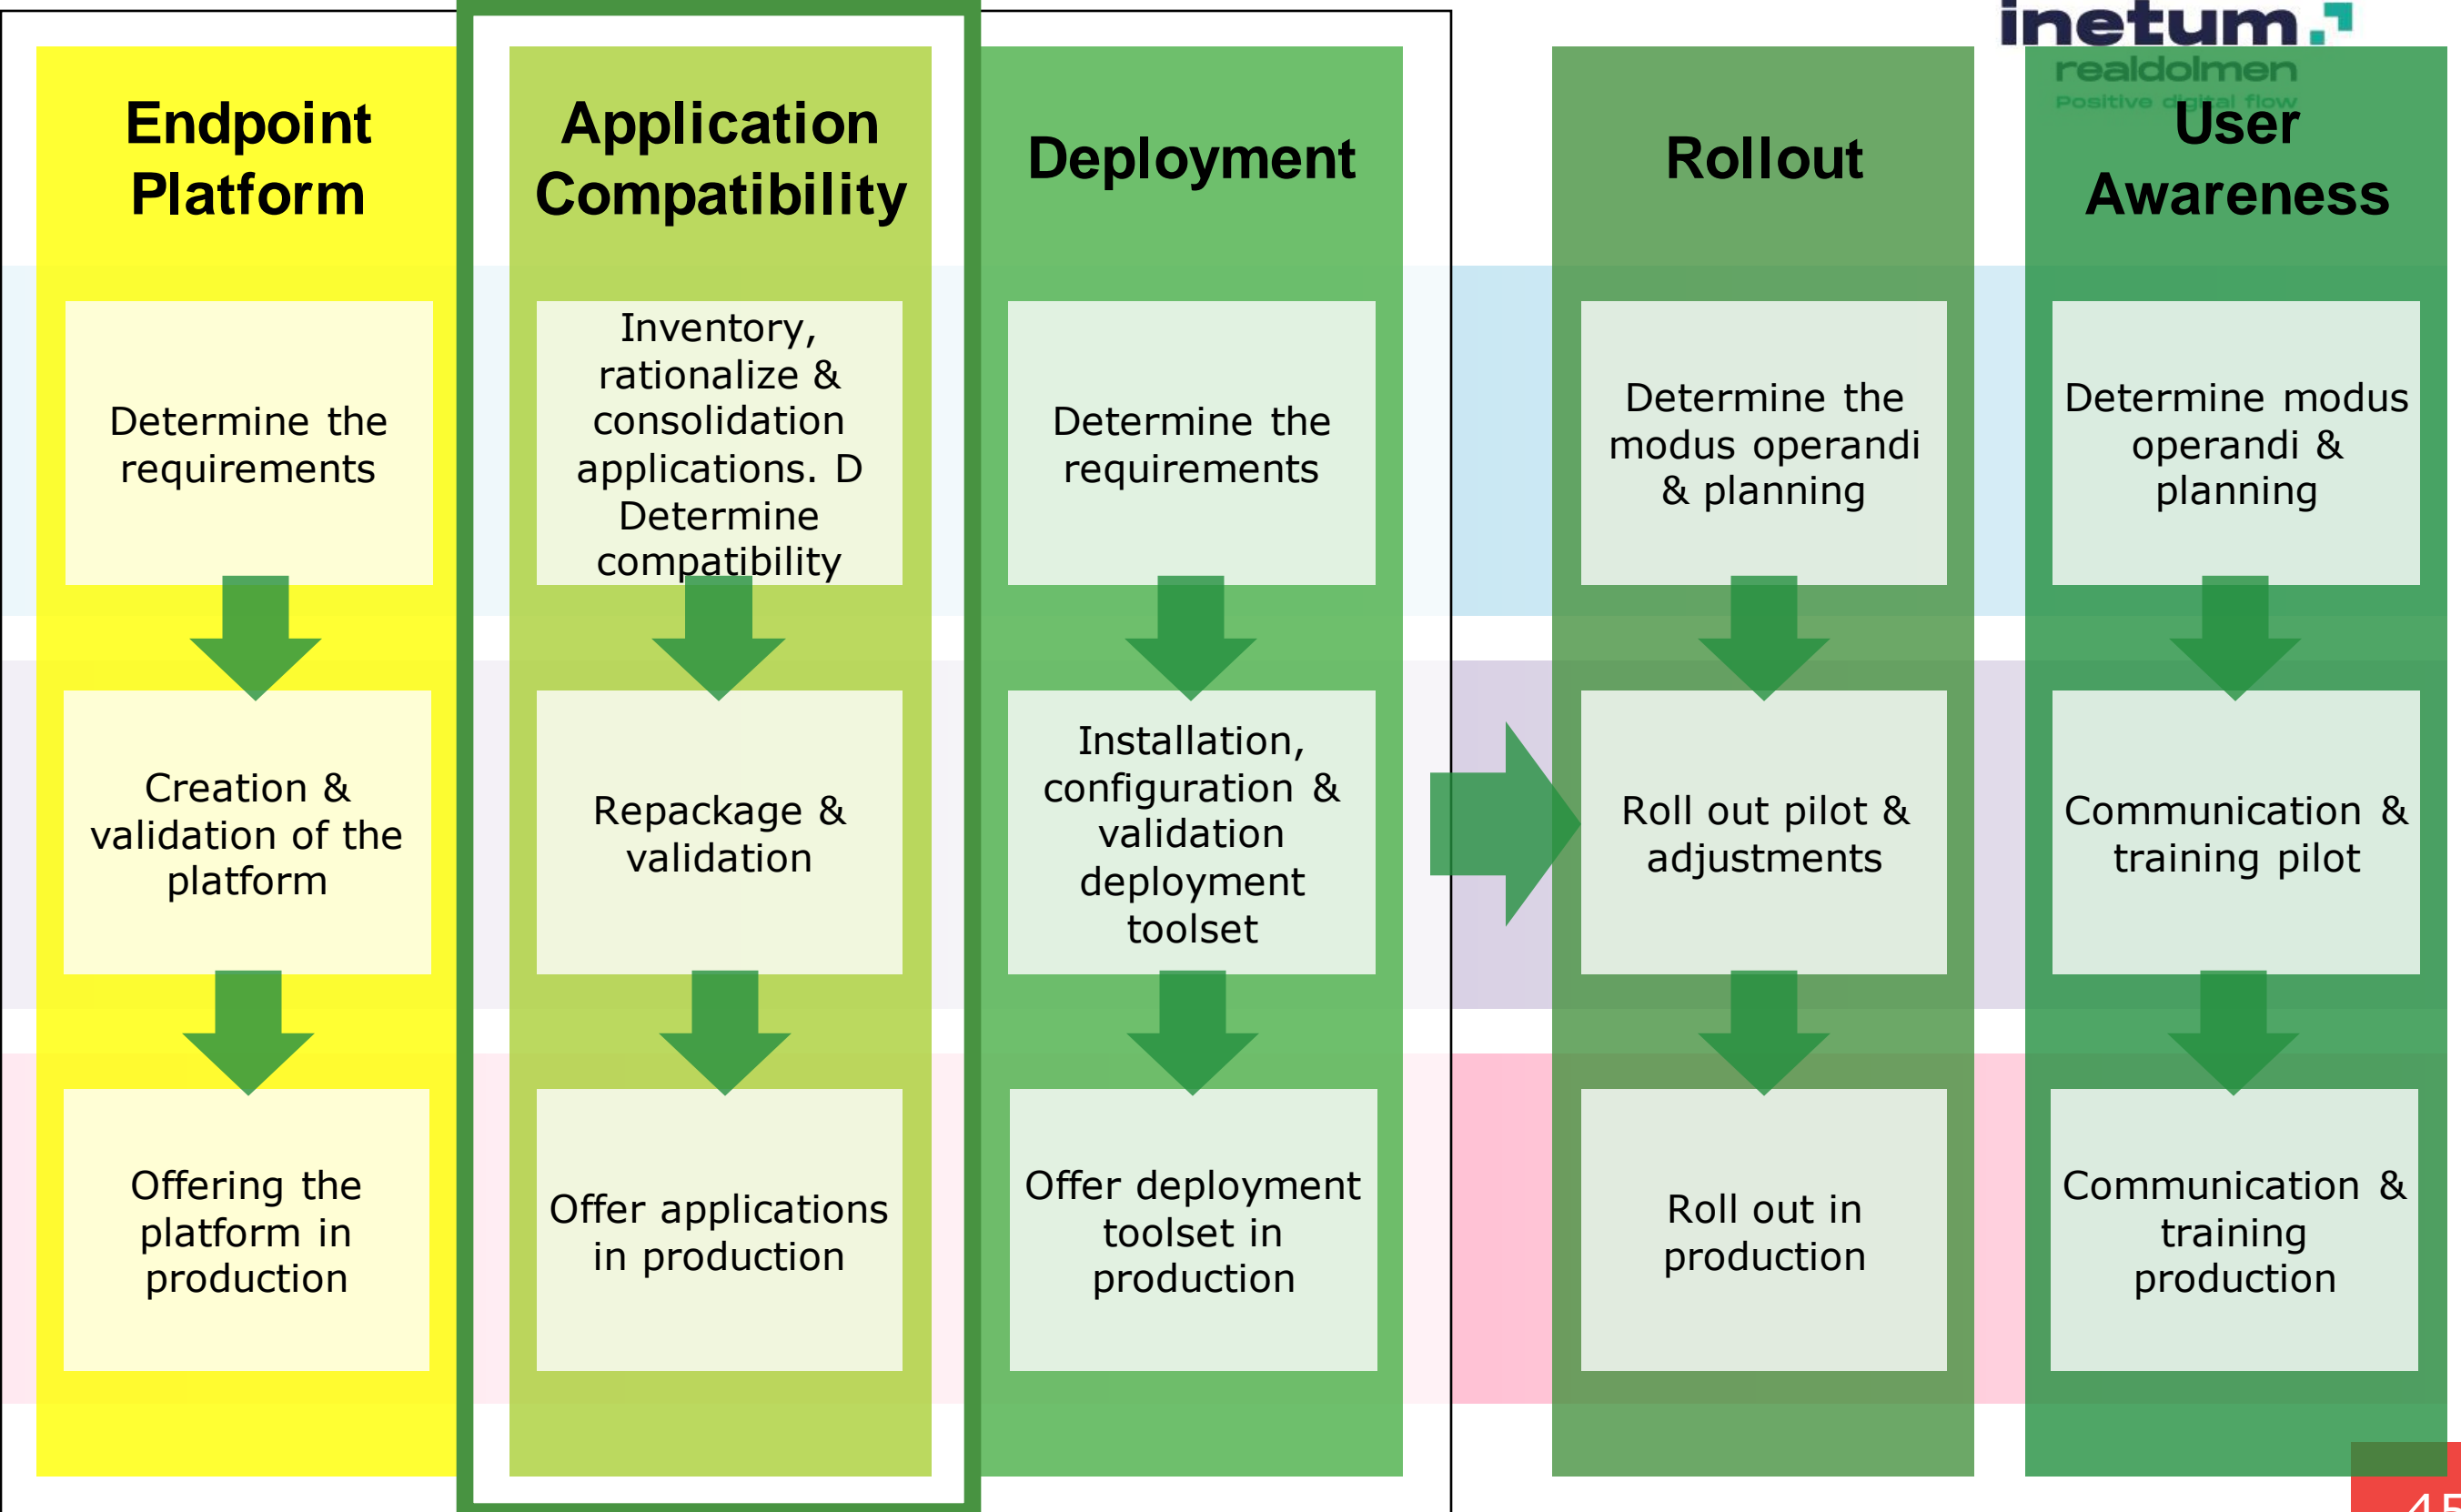 inetum
realdolmen
Positive digital flow
Endpoint
Platform
Determine the
requirements
Creation &
validation of the
platform
Offering the
platform in
production
Application
Compatibility
Inventory,
rationalize &
consolidation
applications. D
Determine
compatibility
Repackage &
validation
Offer applications
in production
Deployment
Determine the
requirements
Installation,
configuration &
validation
deployment
toolset
Offer deployment
toolset in
production
Rollout
Determine the
modus operandi
& planning
Roll out pilot &
adjustments
Roll out in
production
User
Awareness
Determine modus
operandi &
planning
Communication &
training pilot
Communication &
training
production